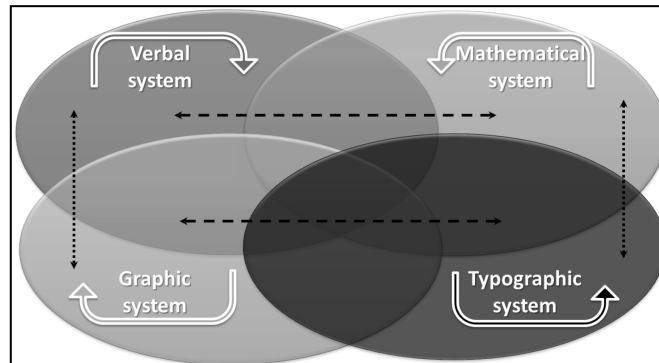 Verbal
system
Mathematical
system
Graphic
system
Typographic
system